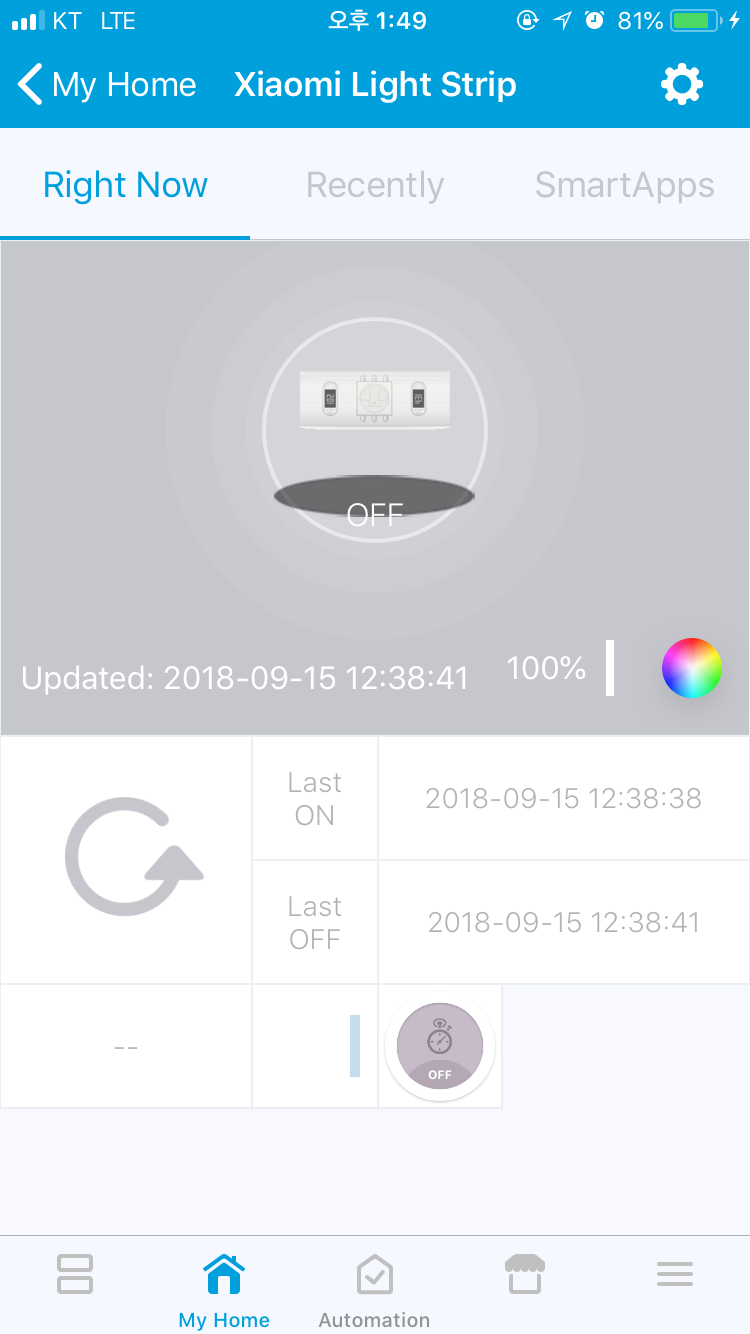 KT LTE 오후 1:49 81%
My Home Xiaomi Light Strip
Right Now Recently SmartApps
OFF
Updated: 2018-09-15 12:38:41 100%
Last
ON
2018-09-15 12:38:38
Last
OFF
2018-09-15 12:38:41
--
OFF
My Home Automation